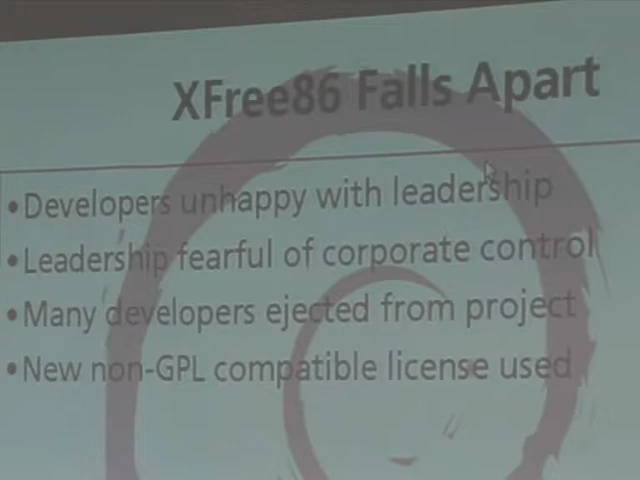 XFree86 Falls Apart
•Developers unhappy with leadership
•Leadership fearful of corporate control
•Many developers ejected from project
•New non-GPL compatible license used